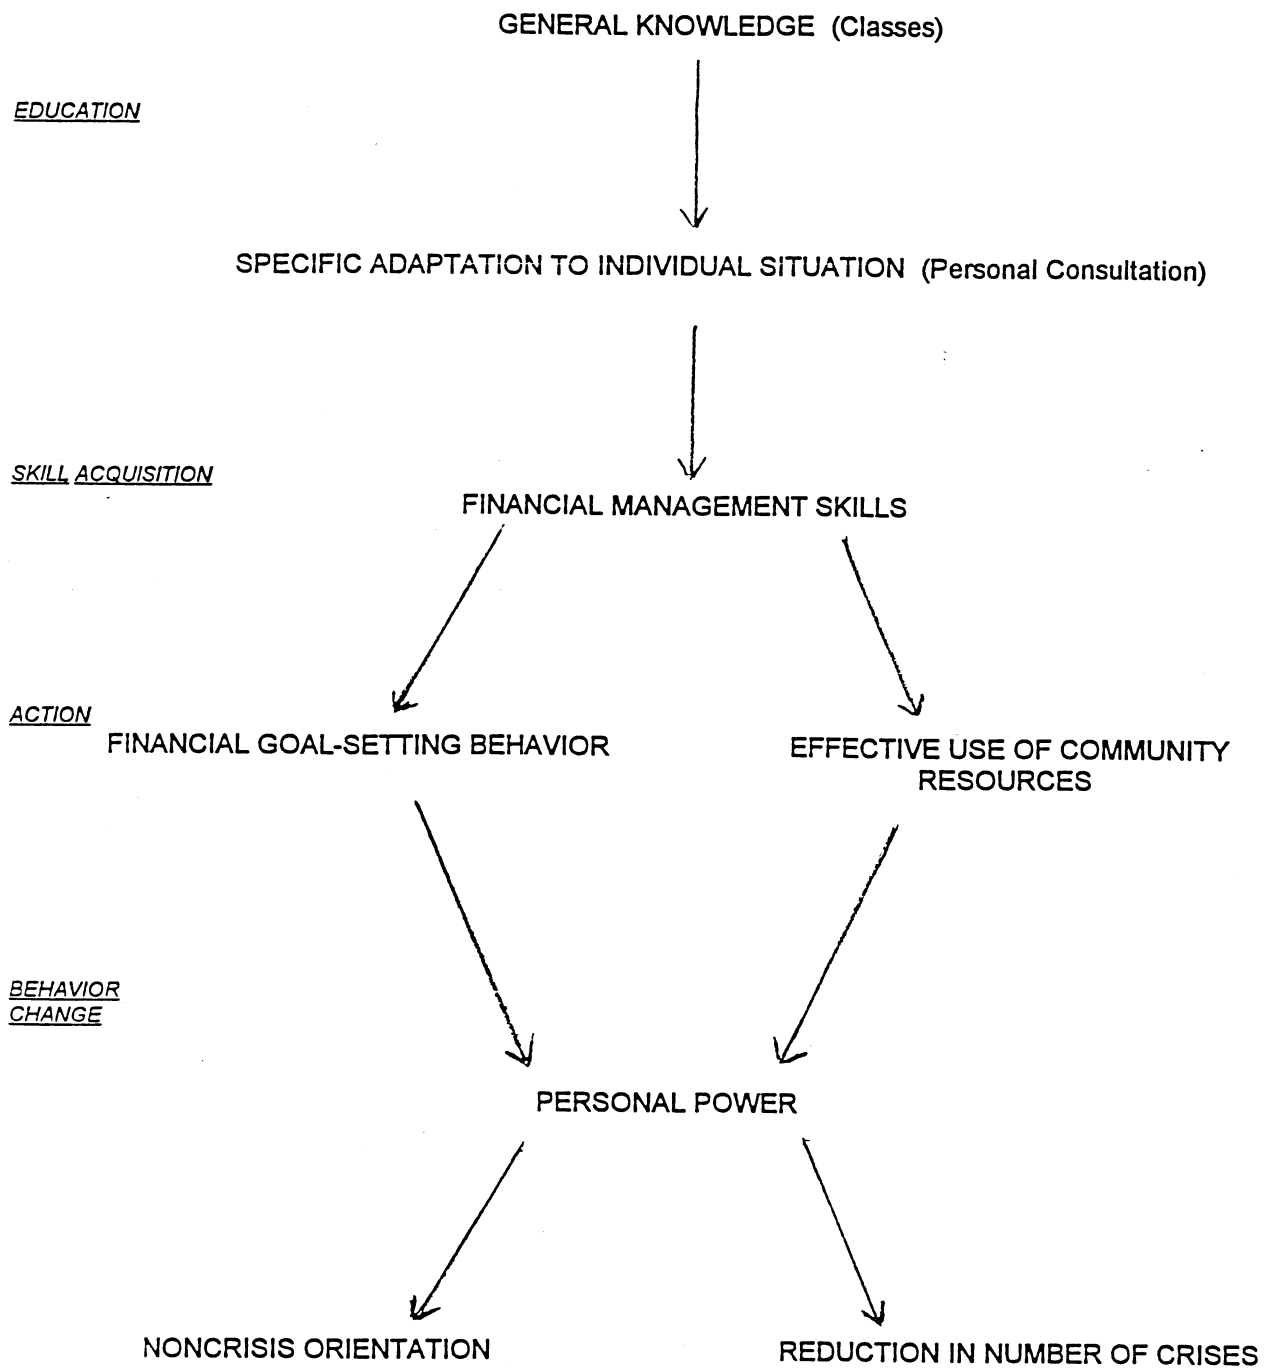 GENERAL KNOWLEDGE (Classes)
EDUCATION
SPECIFIC ADAPTATION TO INDIVIDUAL SITUATION (Personal Consultation)
SKILL ACQUISITION
FINANCIAL MANAGEMENT SKILLS
ACTION
FINANCIAL GOAL-SETTING BEHAVIOR
EFFECTIVE USE OF COMMUNITY
RESOURCES
BEHAVIOR
CHANGE
PERSONAL POWER
NONCRISIS ORIENTATION
REDUCTION IN NUMBER OF CRISES